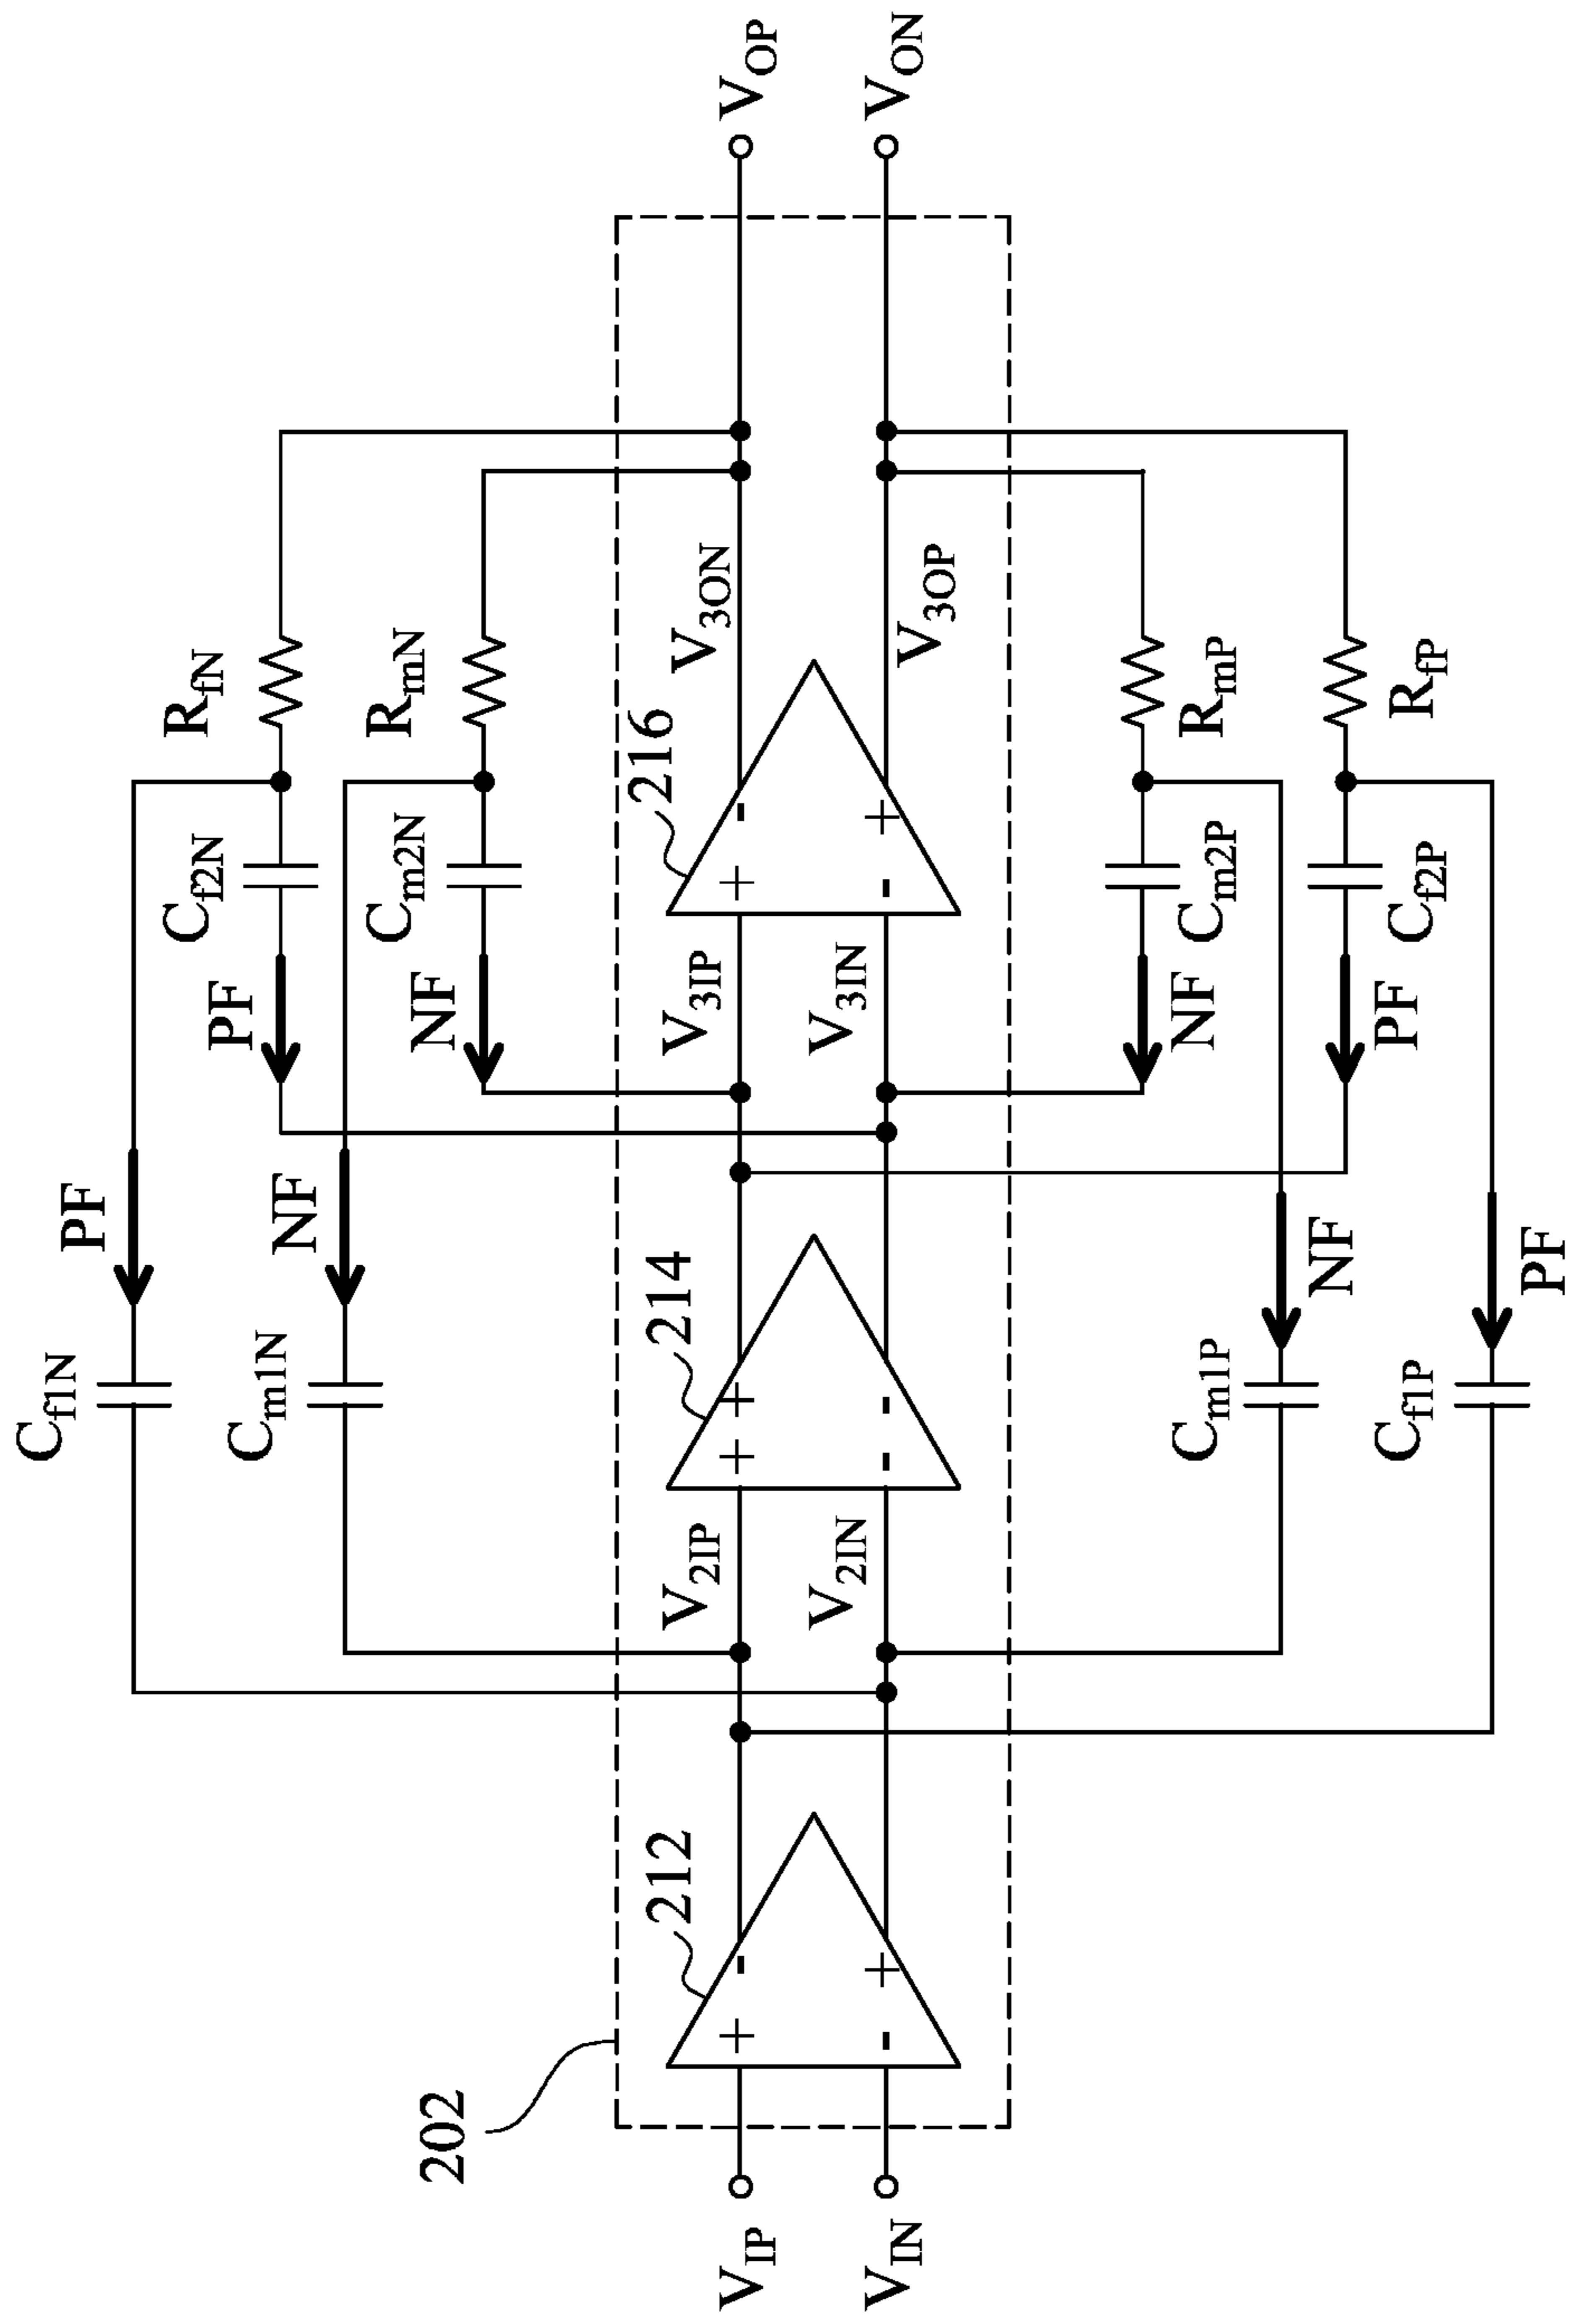 C_f1N
PF
C_f2N
R_fN
PF
C_m1N
NF
C_m2N
R_mN
NF
202
212
214
216
V_IP
V_2IP
V_3IP
V_3ON
V_OP
+ -
+ +
+ -
- +
- -
- +
V_IN
V_2IN
V_3IN
V_3OP
V_ON
C_m1P
NF
NF
C_m2P
R_mP
C_f1P
PF
PF
C_f2P
R_fP